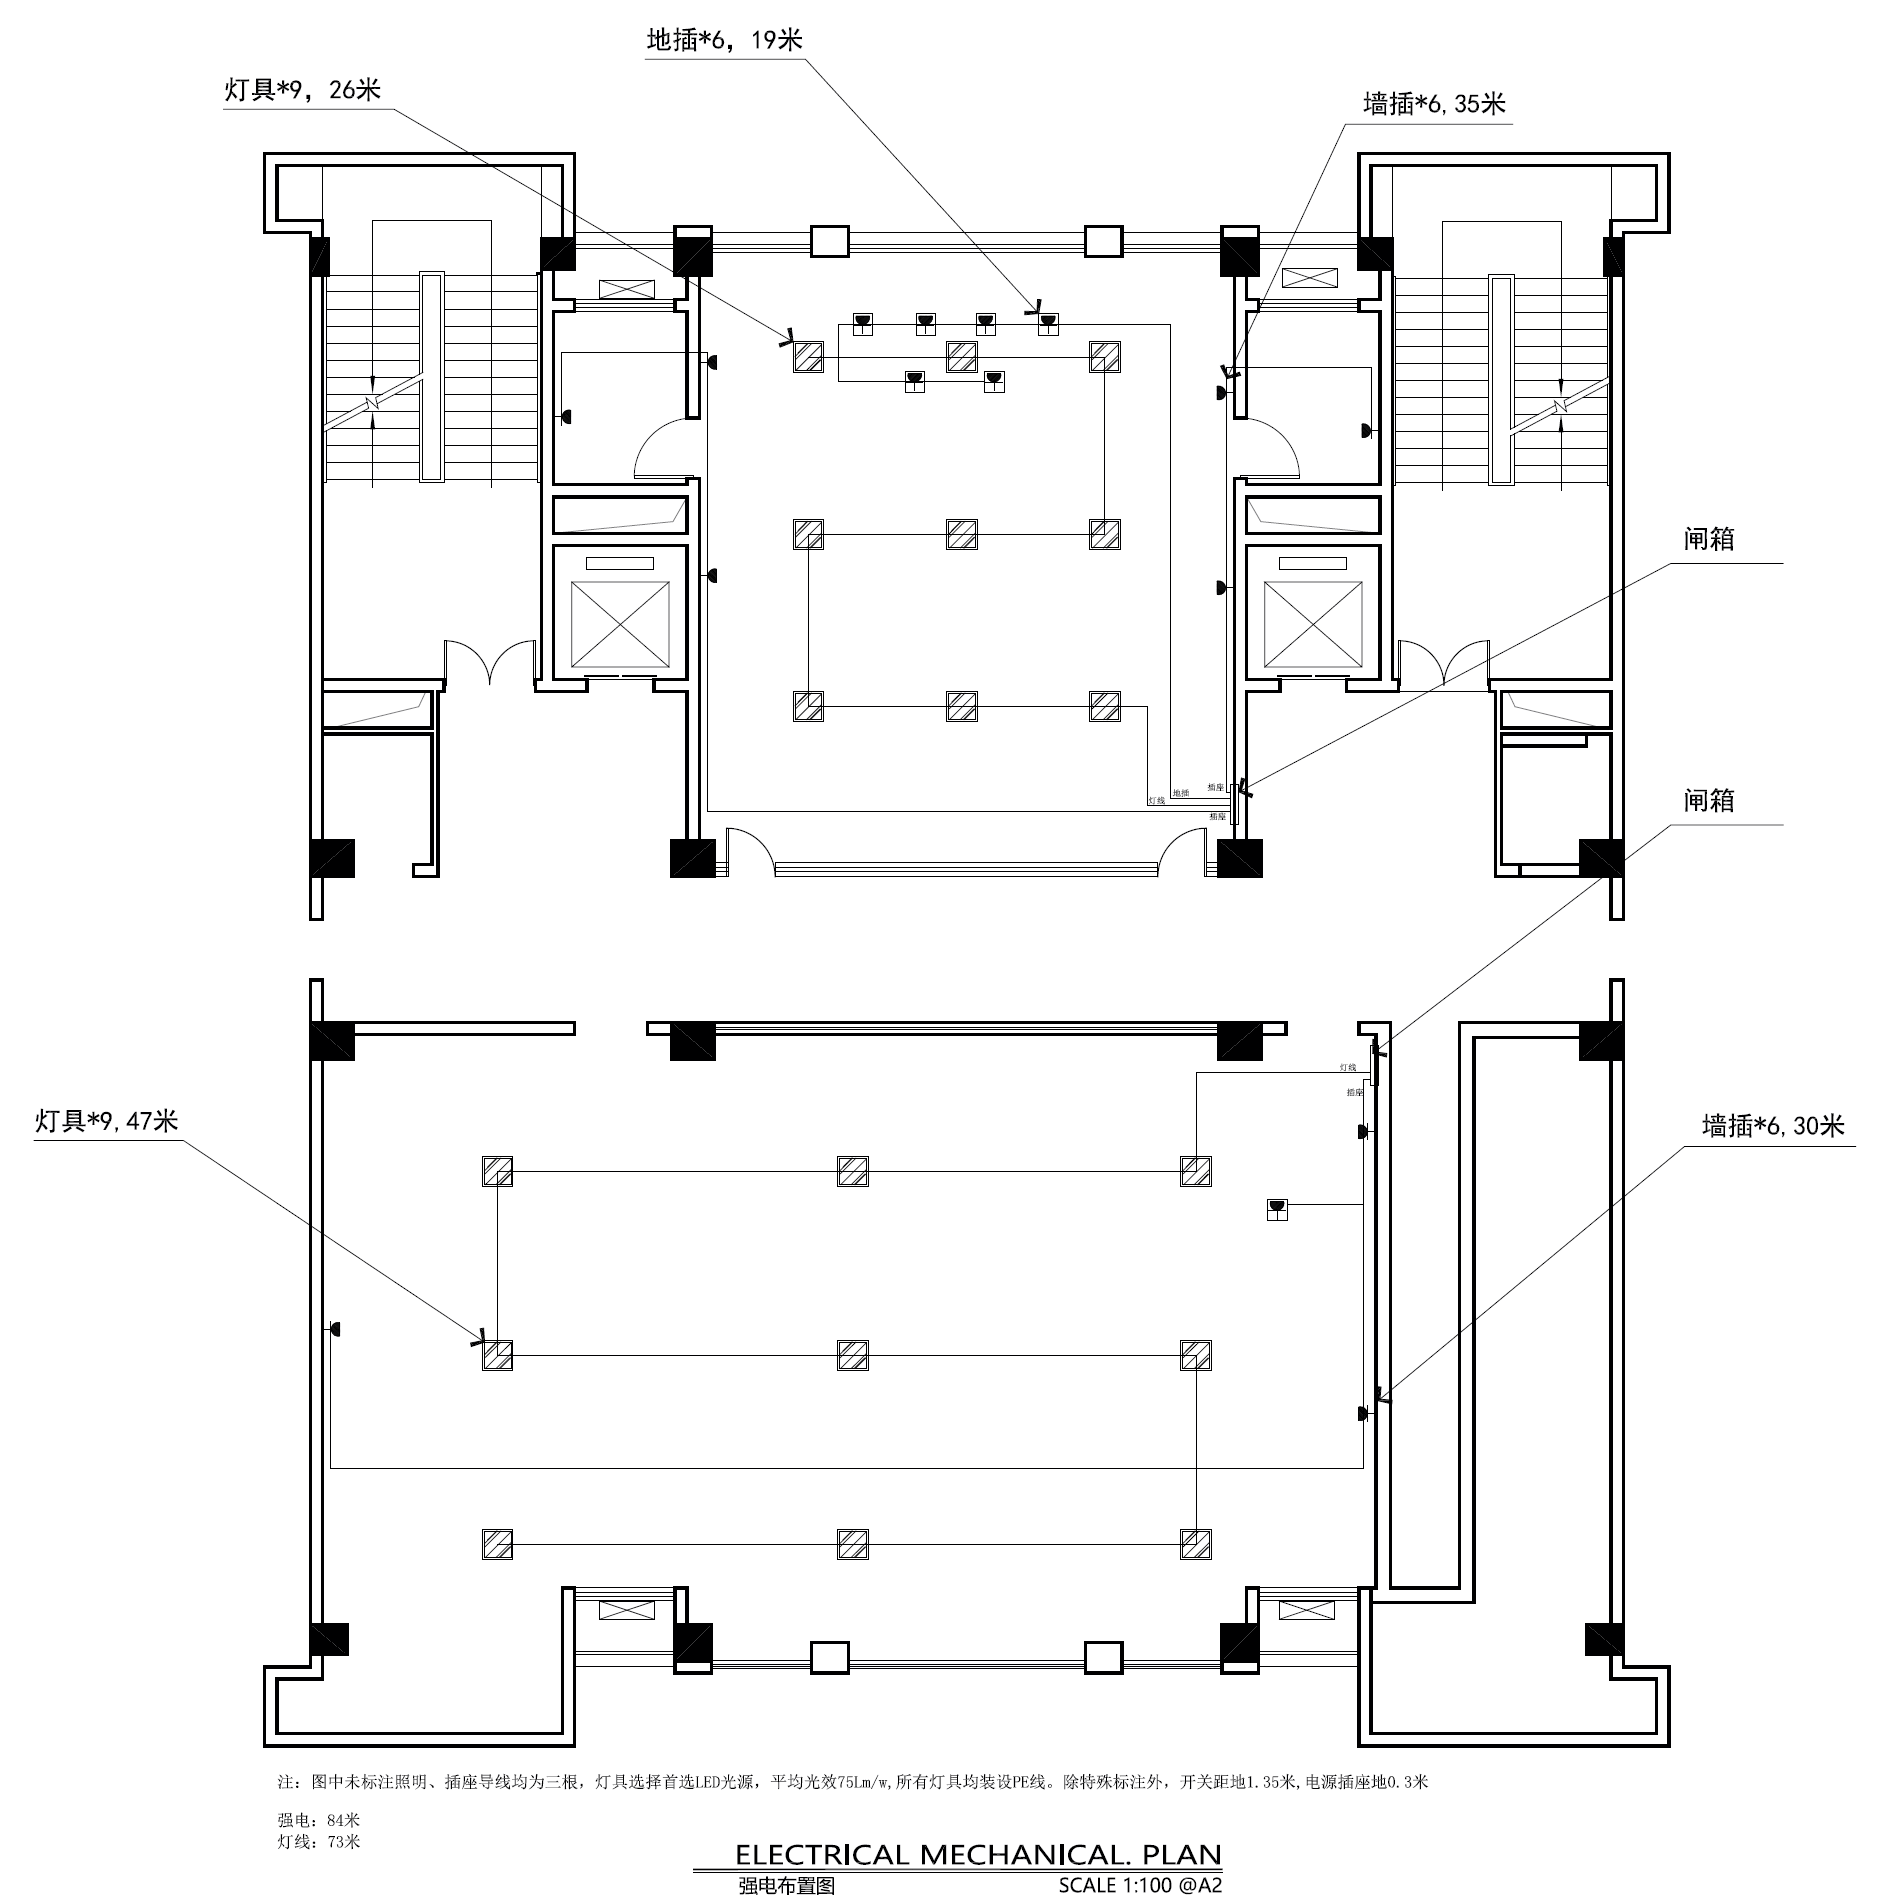 地插*6，19米
灯具*9，26米
墙插*6,35米
闸箱
插座
地插
灯线
插座
闸箱
灯线
插座
灯具*9,47米
墙插*6,30米
注：图中未标注照明、插座导线均为三根，灯具选择首选LED光源，平均光效75Lm/w,所有灯具均装设PE线。除特殊标注外，开关距地1.35米,电源插座地0.3米
强电：84米
灯线：73米
ELECTRICAL MECHANICAL. PLAN
强电布置图 SCALE 1:100 @A2